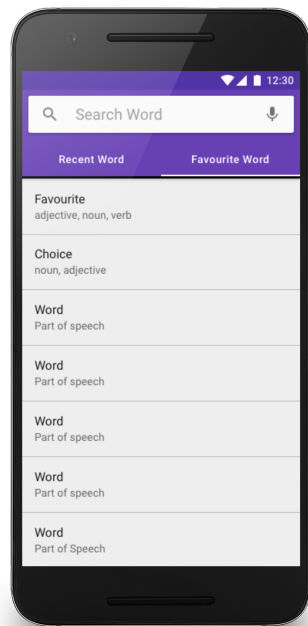 12:30
Search Word
Recent Word Favourite Word
Favourite
adjective, noun, verb
Choice
noun, adjective
Word
Part of speech
Word
Part of speech
Word
Part of speech
Word
Part of speech
Word
Part of Speech